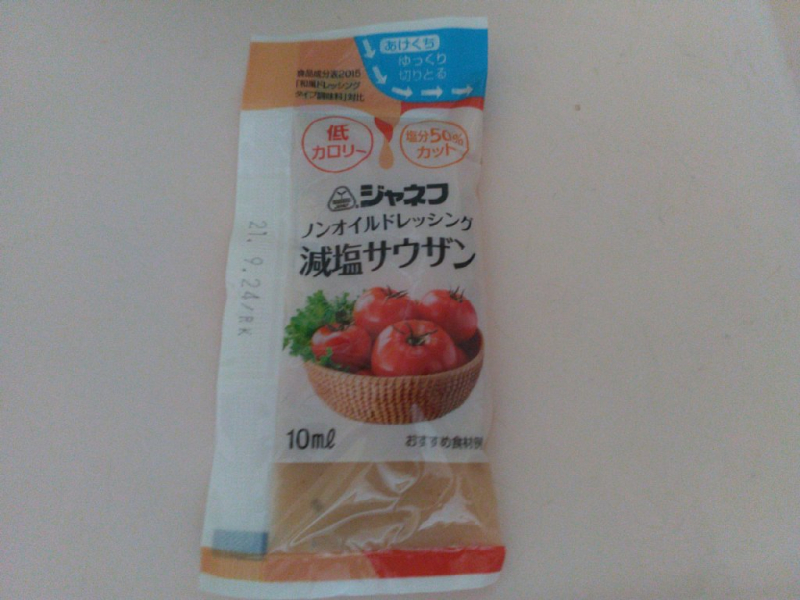 あけくち
ゆっくり
切りとる
食品成分表2015
「和風ドレッシング
タイプ調味料」対比
低
カロリー
塩分50%
カット
ジャネフ
ノンオイルドレッシング
減塩サウザン
21.9.24/RK
10ml
おすすめ食材例